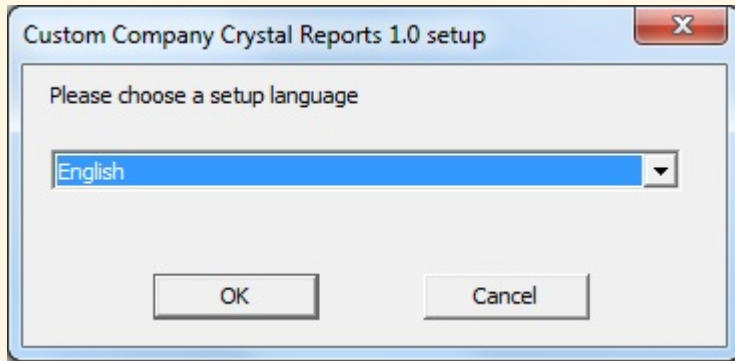 Custom Company Crystal Reports 1.0 setup
Please choose a setup language
English
OK Cancel